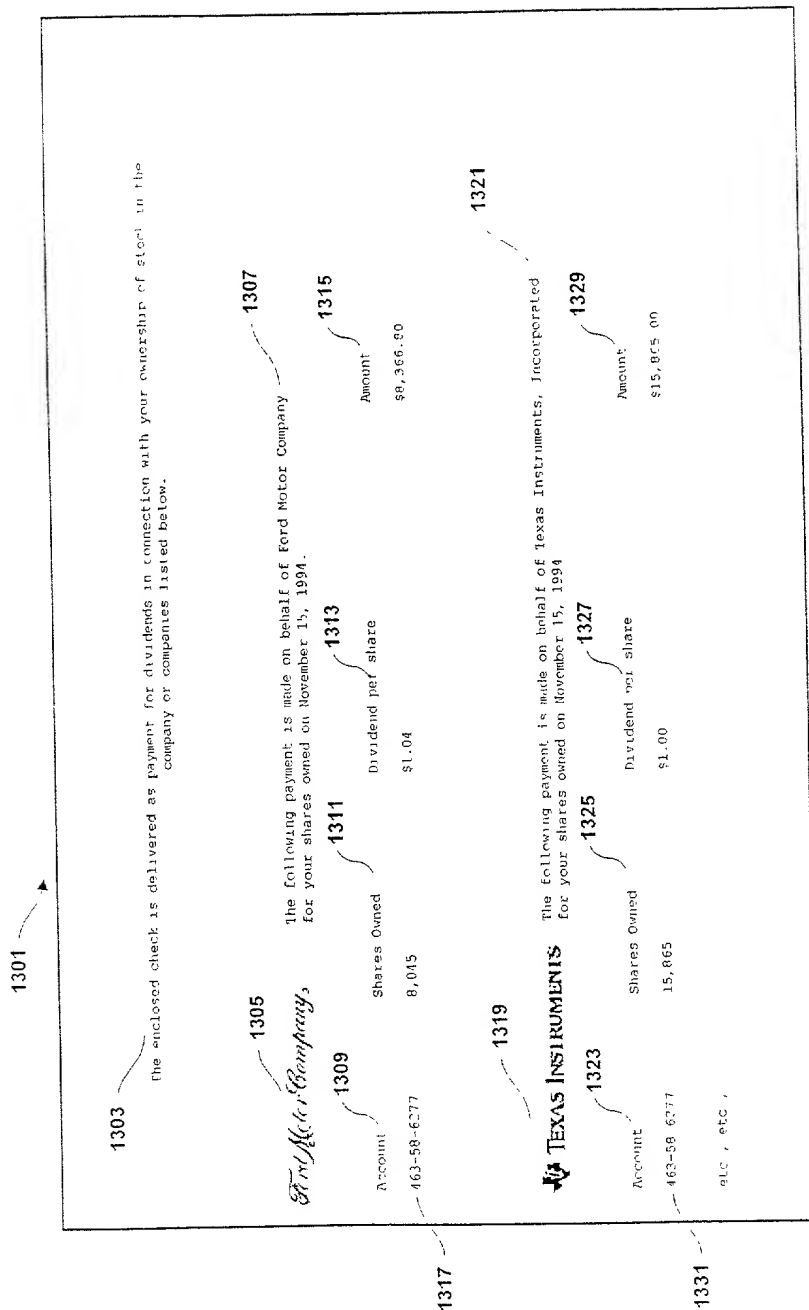 1301
1303
The enclosed check is delivered as payment for dividends in connection with your ownership of stock in the
company or companies listed below.
1305
1307
Ford Motor Company,
The following payment is made on behalf of Ford Motor Company
for your shares owned on November 15, 1994.
1309
1311
1313
1315
Account
Shares Owned
Dividend per share
Amount
463-58-6277
8,045
$1.04
$8,366.80
1317
1319
1321
TEXAS INSTRUMENTS
The following payment is made on behalf of Texas Instruments, Incorporated
for your shares owned on November 15, 1994
1323
1325
1327
1329
Account
Shares Owned
Dividend per share
Amount
463-58 6277
15,865
$1.00
$15,865 00
1331
etc , etc ,